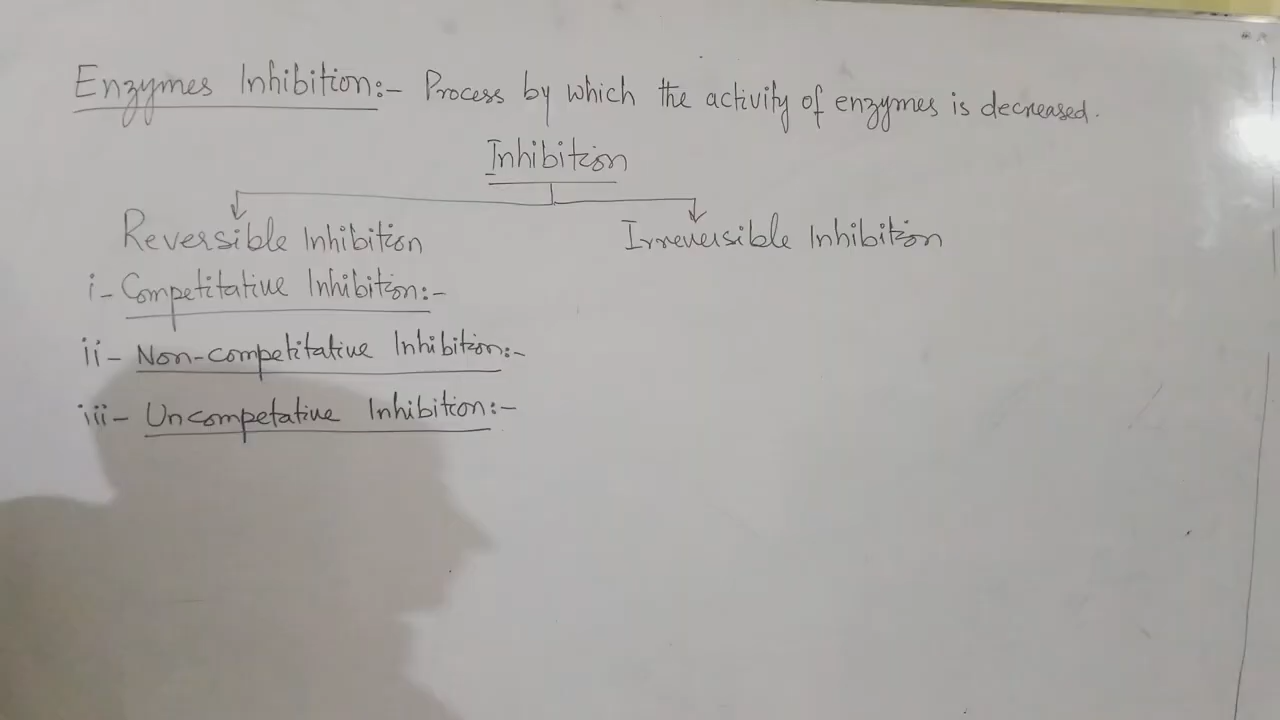 Enzymes Inhibition:- Process by which the activity of enzymes is decreased.
Inhibition
Reversible Inhibition
Irreversible Inhibition
i- Competitative Inhibition:-
ii- Non-competitative Inhibition:-
iii- Uncompetative Inhibition:-